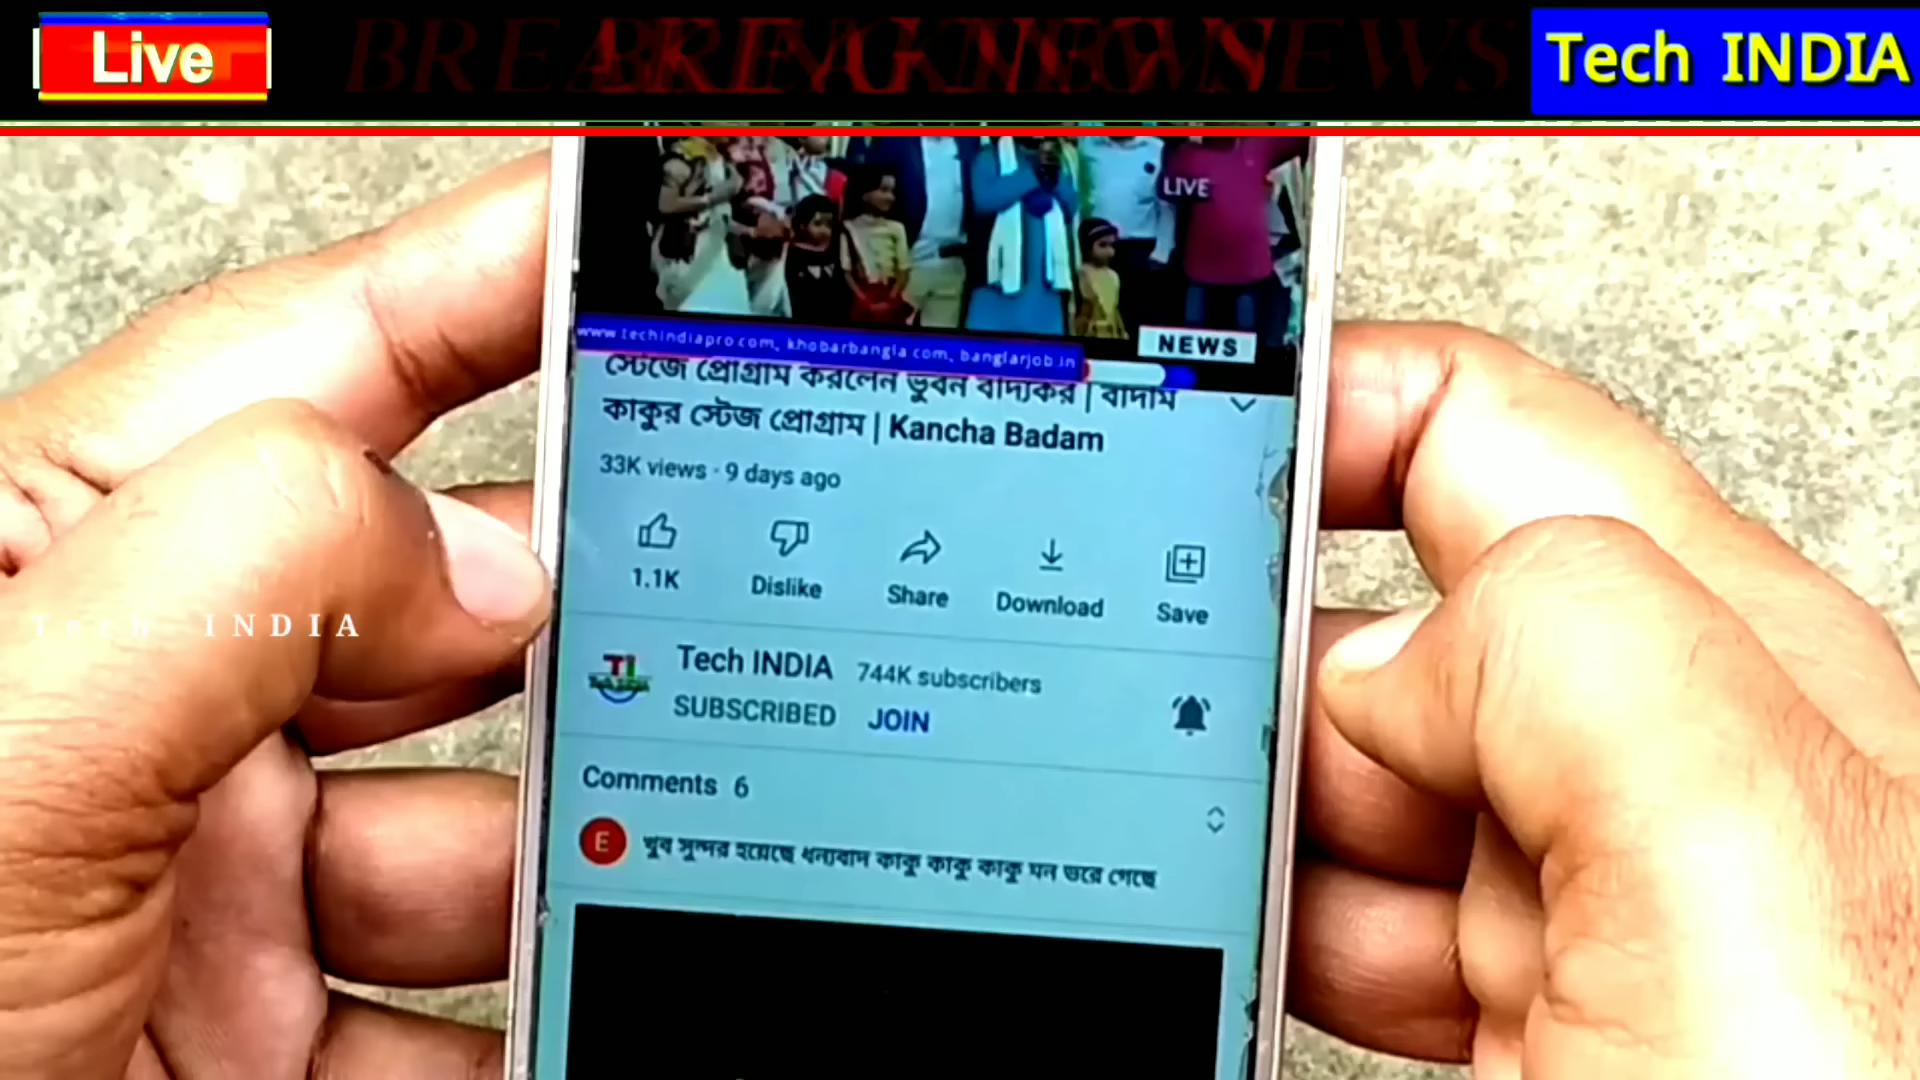 Live
BREAKING NEWS
Tech INDIA
LIVE
NEWS
www.techindiapro.com, khobarbangla.com, banglarjob.in
স্টেজে প্রোগ্রাম করলেন ভুবন বাদ্যকর | বাদাম
কাকুর স্টেজ প্রোগ্রাম | Kancha Badam
33K views · 9 days ago
1.1K
Dislike
Share
Download
Save
Tech INDIA
Tech INDIA 744K subscribers
SUBSCRIBED JOIN
Comments 6
E
খুব সুন্দর হয়েছে ধন্যবাদ কাকু কাকু কাকু মন ভরে গেছে